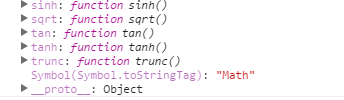 ▶ sinh: function sinh()
▶ sqrt: function sqrt()
▶ tan: function tan()
▶ tanh: function tanh()
▶ trunc: function trunc()
Symbol(Symbol.toStringTag): "Math"
▶ __proto__: Object